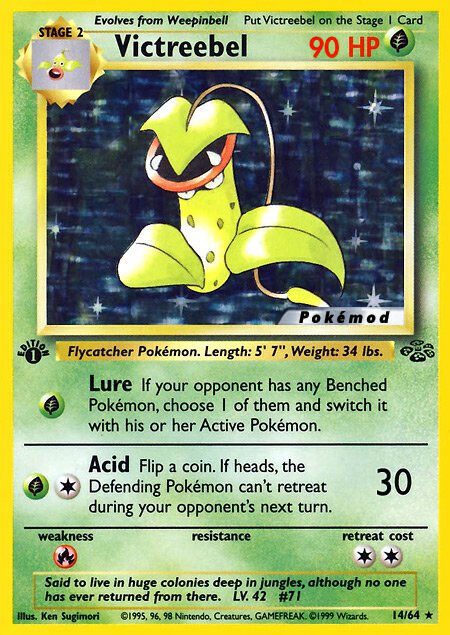 Evolves from Weepinbell Put Victreebel on the Stage 1 Card
STAGE 2
Victreebel 90 HP
Pokémod
EDITION
1
Flycatcher Pokémon. Length: 5' 7", Weight: 34 lbs.
Lure If your opponent has any Benched
Pokémon, choose 1 of them and switch it
with his or her Active Pokémon.
Acid Flip a coin. If heads, the
Defending Pokémon can't retreat
during your opponent's next turn.
30
weakness resistance retreat cost
Said to live in huge colonies deep in jungles, although no one
has ever returned from there. LV. 42 #71
Illus. Ken Sugimori ©1995, 96, 98 Nintendo, Creatures, GAMEFREAK. ©1999 Wizards. 14/64 ★